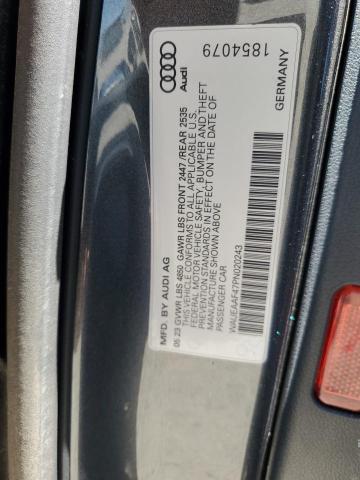 MFD. BY AUDI AG
05 23 GVWR LBS 4850 GAWR LBS FRONT 2447 /REAR 2535
THIS VEHICLE CONFORMS TO ALL APPLICABLE U.S.
FEDERAL MOTOR VEHICLE SAFETY, BUMPER AND THEFT
STANDARDS IN EFFECT ON THE DATE OF
MANUFACTURE SHOWN ABOVE
PASSENGER CAR
WAUEAAF47PN020243
Audi
1854079
GERMANY